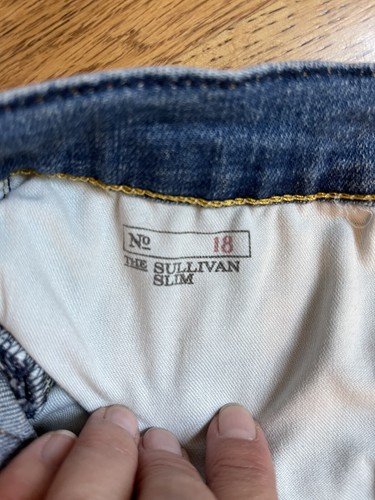 Nº 18
THE SULLIVAN
SLIM